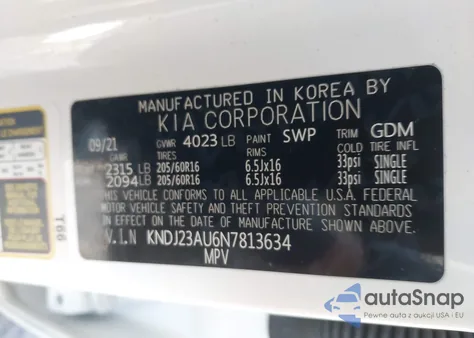 MANUFACTURED IN KOREA BY
KIA CORPORATION
09/21 GVWR 4023 LB PAINT SWP TRIM GDM
GAWR TIRES RIMS COLD TIRE INFL
2315 LB 205/60R16 6.5Jx16 33psi SINGLE
2094 LB 205/60R16 6.5Jx16 33psi SINGLE
THIS VEHICLE CONFORMS TO ALL APPLICABLE U.S.A. FEDERAL
MOTOR VEHICLE SAFETY AND THEFT PREVENTION STANDARDS
IN EFFECT ON THE DATE OF MANUFACTURE SHOWN ABOVE.
V.I.N KNDJ23AU6N7813634
MPV
T66
autoSnap
Pewne auta z aukcji USA i EU